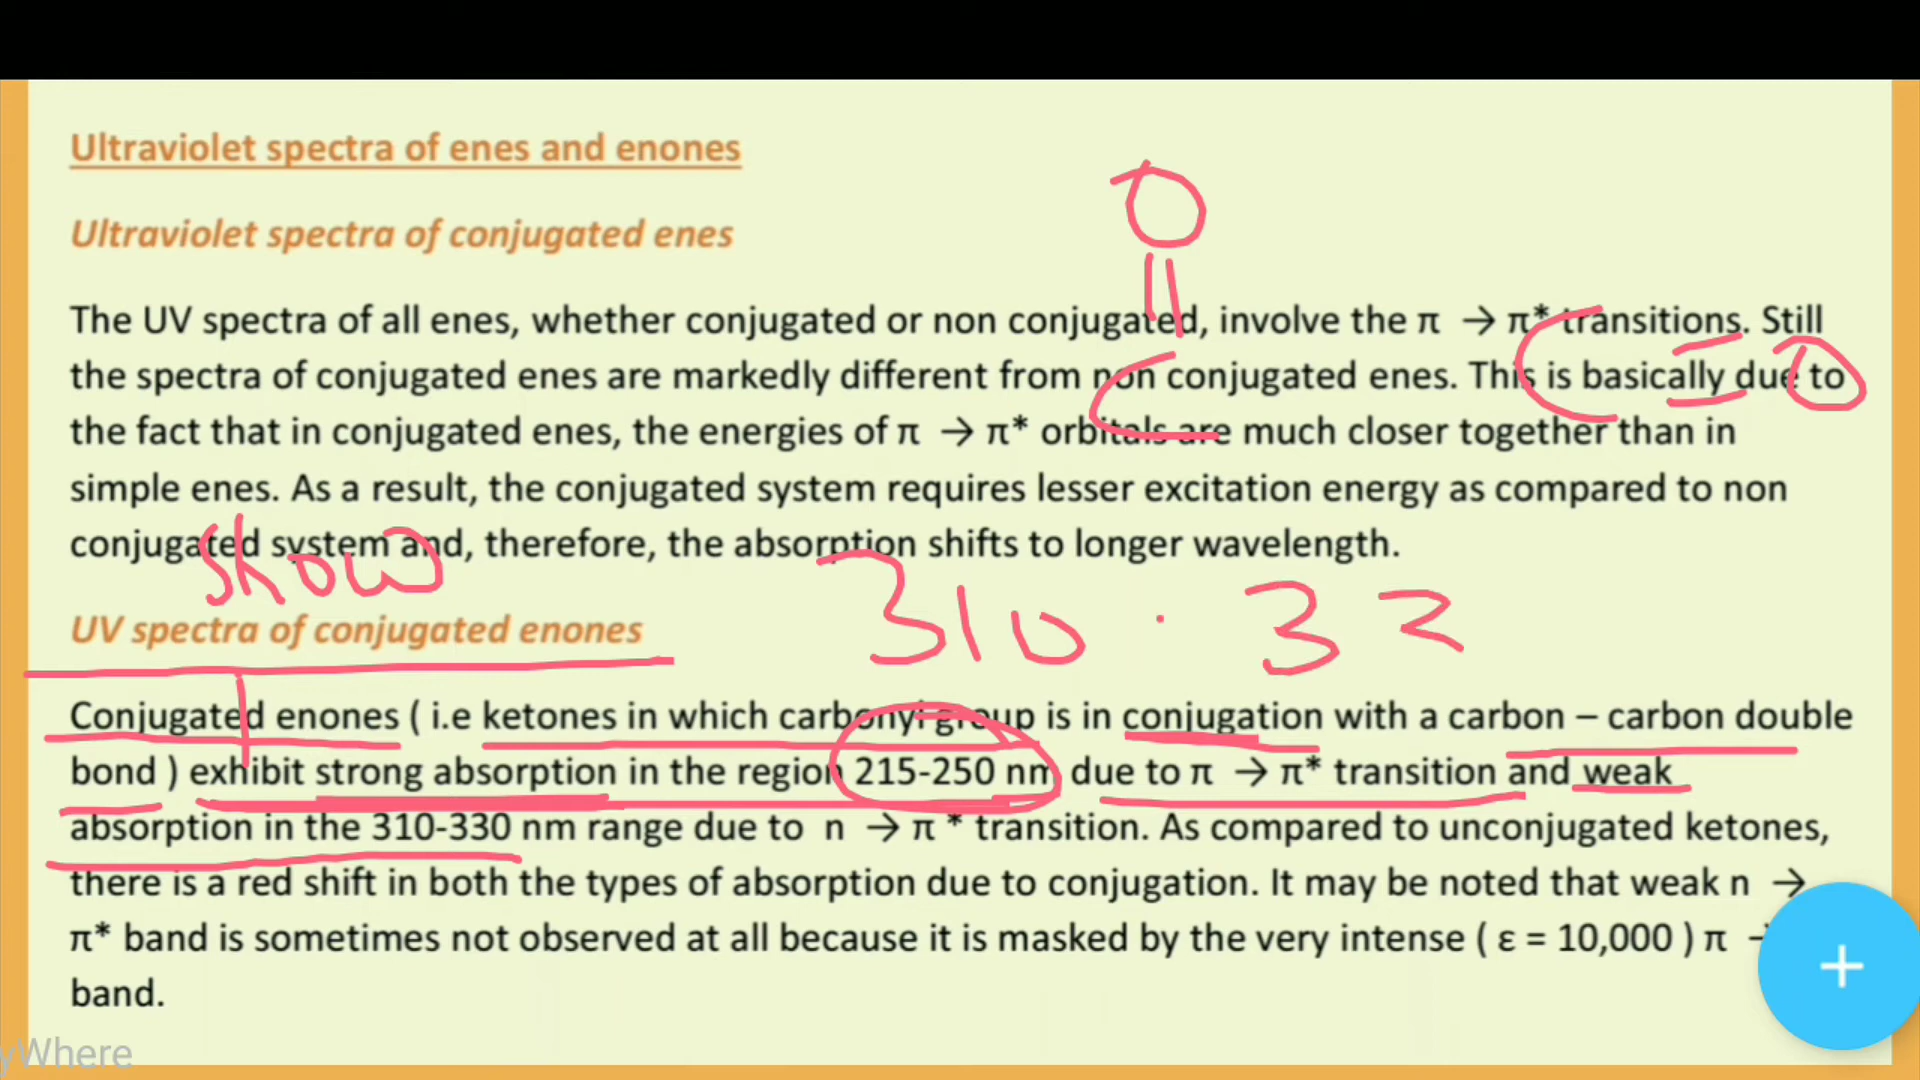 Ultraviolet spectra of enes and enones
Ultraviolet spectra of conjugated enes
O
The UV spectra of all enes, whether conjugated or non conjugated, involve the π → π* transitions. Still
the spectra of conjugated enes are markedly different from non conjugated enes. This is basically due to
C = O
C
the fact that in conjugated enes, the energies of π → π* orbitals are much closer together than in
simple enes. As a result, the conjugated system requires lesser excitation energy as compared to non
conjugated system and, therefore, the absorption shifts to longer wavelength.
show
310 . 33
UV spectra of conjugated enones
Conjugated enones ( i.e ketones in which carbonyl group is in conjugation with a carbon – carbon double
bond ) exhibit strong absorption in the region 215-250 nm due to π → π* transition and weak
absorption in the 310-330 nm range due to n → π * transition. As compared to unconjugated ketones,
there is a red shift in both the types of absorption due to conjugation. It may be noted that weak n →
π* band is sometimes not observed at all because it is masked by the very intense ( ε = 10,000 ) π
band.
+
yWhere